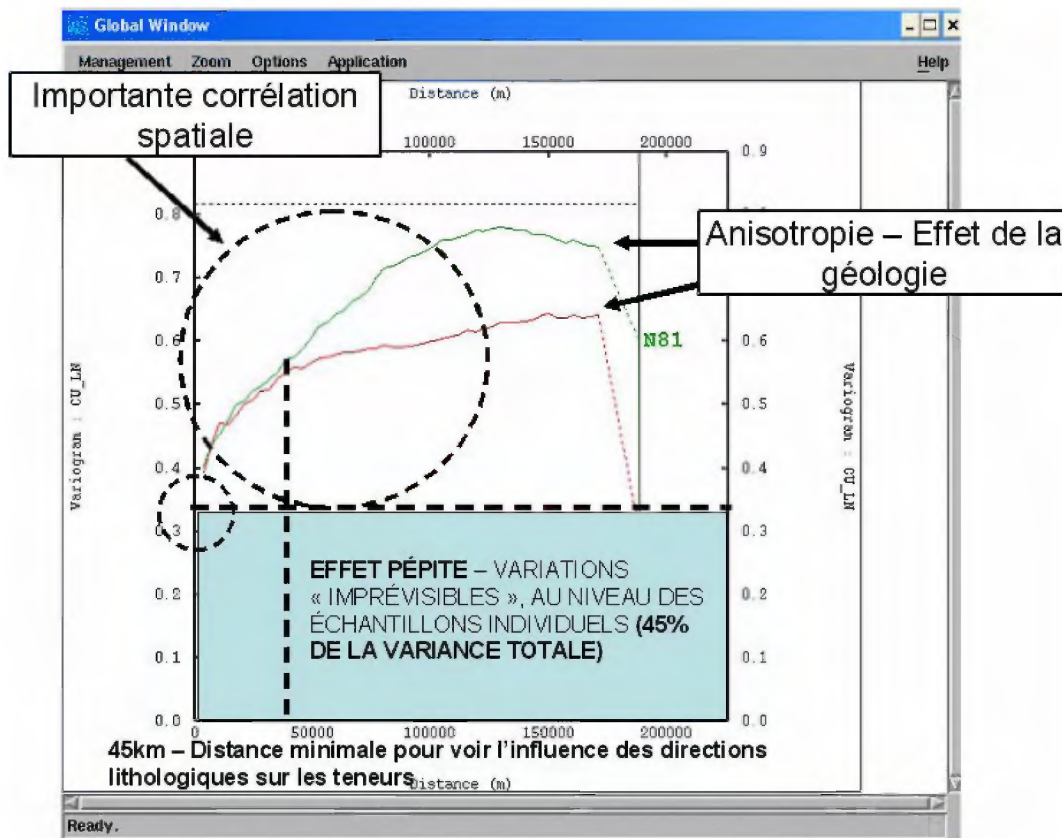 Global Window
Management Zoom Options Application Help
Importante corrélation
spatiale
Distance (m)
100000 150000 200000
0.9
0.8
Anisotropie – Effet de la
géologie
0.7
0.6 0.6
N81
0.5 0.5
0.4 0.4
0.3 0.3
0.2 0.2
0.1 0.1
0.0 0.0
Variogram : CU_LN
Variogram : CU_LN
EFFET PÉPITE – VARIATIONS
« IMPRÉVISIBLES », AU NIVEAU DES
ÉCHANTILLONS INDIVIDUELS (45%
DE LA VARIANCE TOTALE)
0 50000 100000 150000 200000
45km – Distance minimale pour voir l'influence des directions
lithologiques sur les teneurs
Distance (m)
Ready.